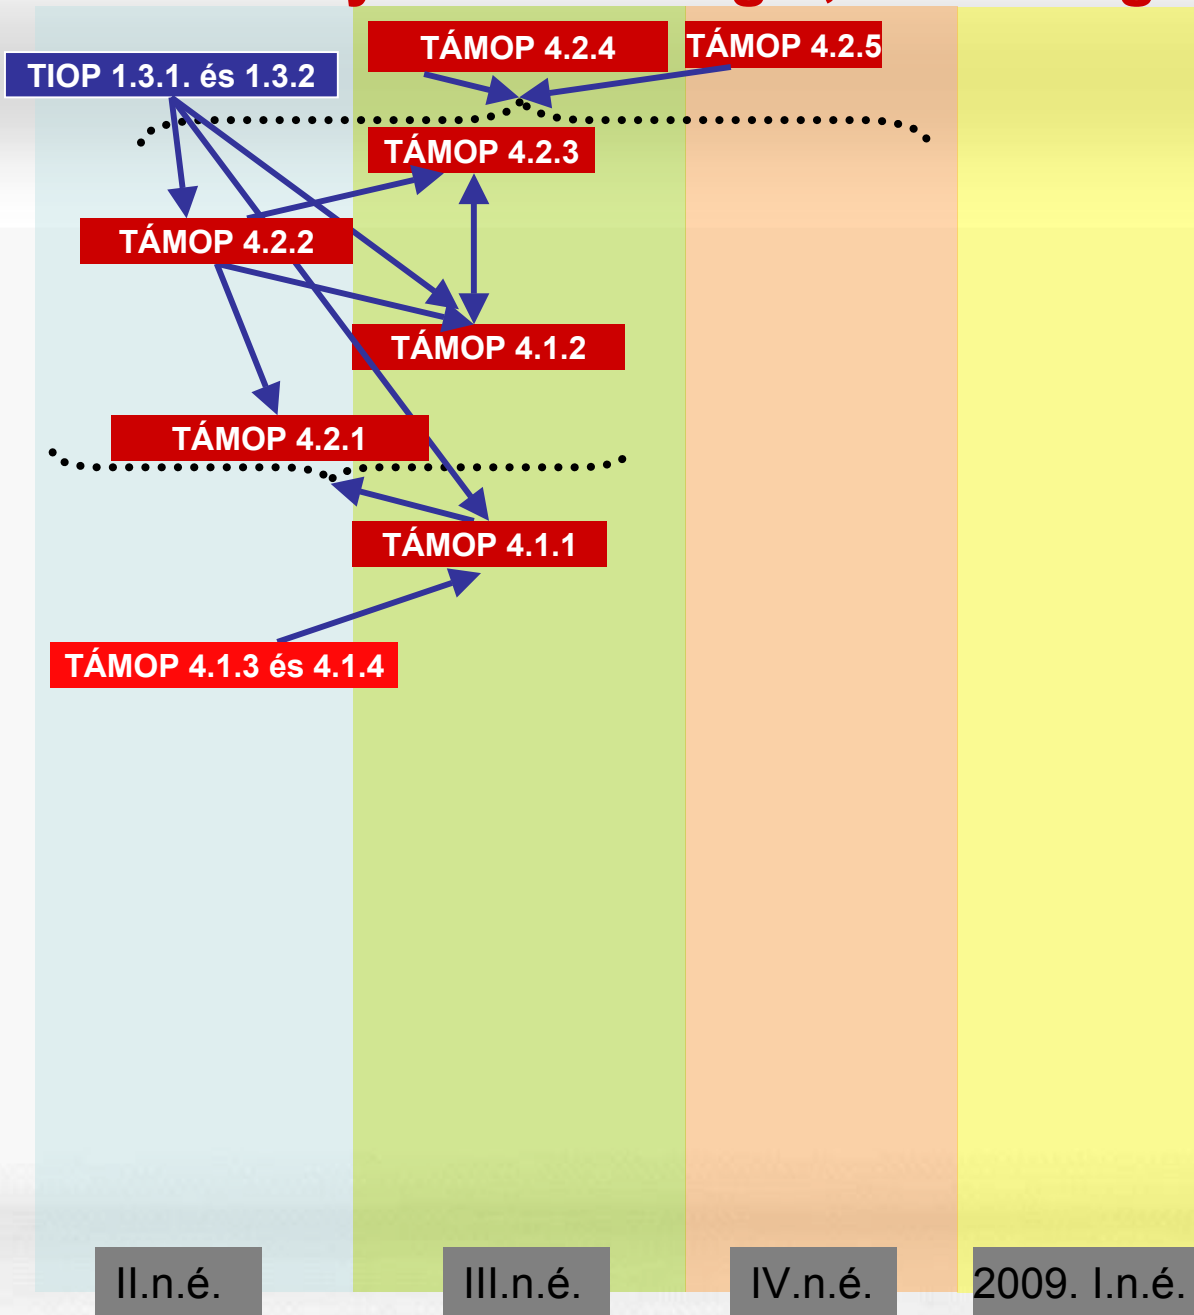 TÁMOP 4.2.4
TÁMOP 4.2.5
TIOP 1.3.1. és 1.3.2
TÁMOP 4.2.3
TÁMOP 4.2.2
TÁMOP 4.1.2
TÁMOP 4.2.1
TÁMOP 4.1.1
TÁMOP 4.1.3 és 4.1.4
II.n.é.
III.n.é.
IV.n.é.
2009. I.n.é.